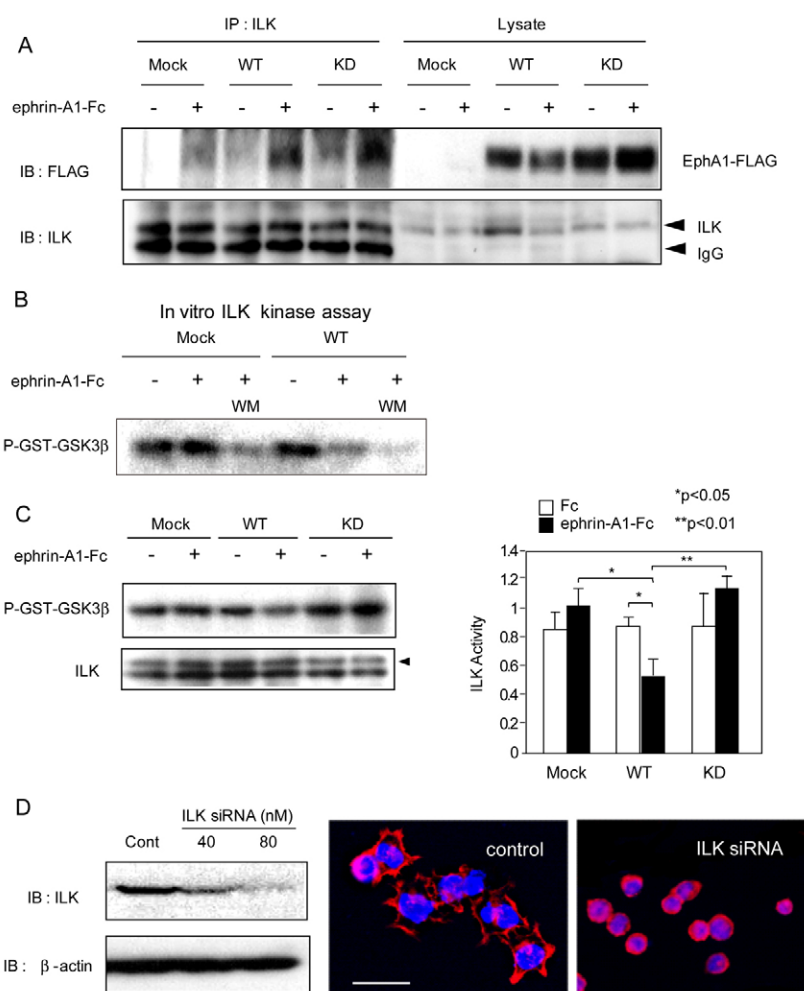 A
IP : ILK Lysate
Mock WT KD Mock WT KD
ephrin-A1-Fc - + - + - + - + - + - +
IB : FLAG EphA1-FLAG
IB : ILK ILK
IgG
B
In vitro ILK kinase assay
Mock WT
ephrin-A1-Fc - + + - + +
WM WM
P-GST-GSK3β
C
Mock WT KD
ephrin-A1-Fc - + - + - +
P-GST-GSK3β
ILK
Fc *p<0.05
ephrin-A1-Fc **p<0.01
1.4
1.2
1
0.8
0.6
0.4
0.2
0
ILK Activity
* **
*
Mock WT KD
D
ILK siRNA (nM)
Cont 40 80
IB : ILK
IB : β-actin
control
ILK siRNA